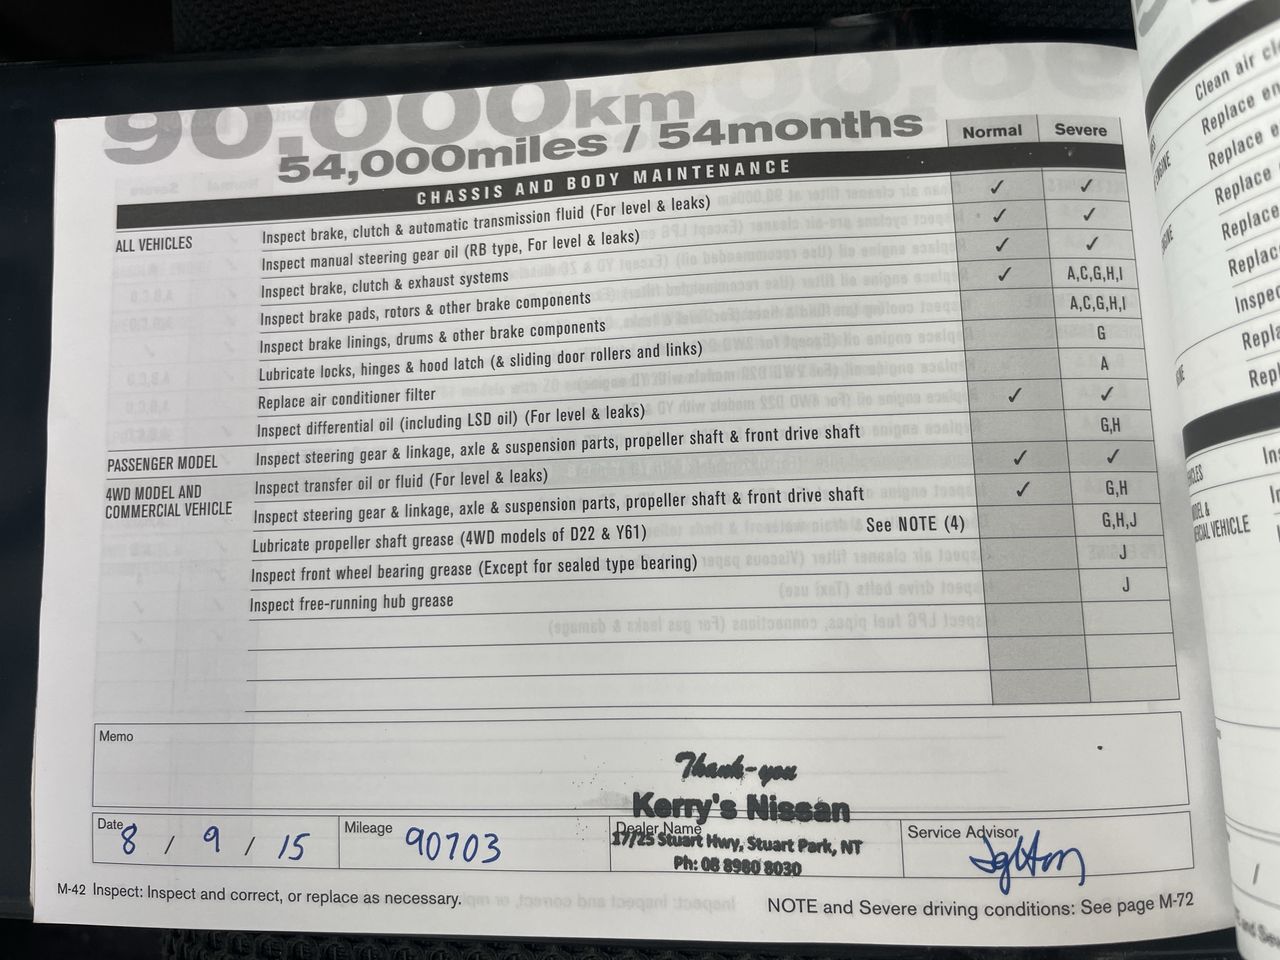 90,000km
54,000miles / 54months
Normal Severe
CHASSIS AND BODY MAINTENANCE
ALL VEHICLES Inspect brake, clutch & automatic transmission fluid (For level & leaks) ✓ ✓
Inspect manual steering gear oil (RB type, For level & leaks) ✓ ✓
Inspect brake, clutch & exhaust systems ✓ ✓
Inspect brake pads, rotors & other brake components ✓ A,C,G,H,I
Inspect brake linings, drums & other brake components A,C,G,H,I
Lubricate locks, hinges & hood latch (& sliding door rollers and links) G
Replace air conditioner filter A
Inspect differential oil (including LSD oil) (For level & leaks) ✓ ✓
PASSENGER MODEL Inspect steering gear & linkage, axle & suspension parts, propeller shaft & front drive shaft G,H
4WD MODEL AND
COMMERCIAL VEHICLE
Inspect transfer oil or fluid (For level & leaks) ✓ ✓
Inspect steering gear & linkage, axle & suspension parts, propeller shaft & front drive shaft ✓ G,H
Lubricate propeller shaft grease (4WD models of D22 & Y61) See NOTE (4) G,H,J
Inspect front wheel bearing grease (Except for sealed type bearing) J
Inspect free-running hub grease J
Memo
Thank-you
Kerry's Nissan
17/25 Stuart Hwy, Stuart Park, NT
Ph: 08 8980 8030
Date 8 / 9 / 15
Mileage 90703
Dealer Name
Service Advisor
M-42 Inspect: Inspect and correct, or replace as necessary.
NOTE and Severe driving conditions: See page M-72
Clean air
Replace
Replace
Replace
Replace
Replace